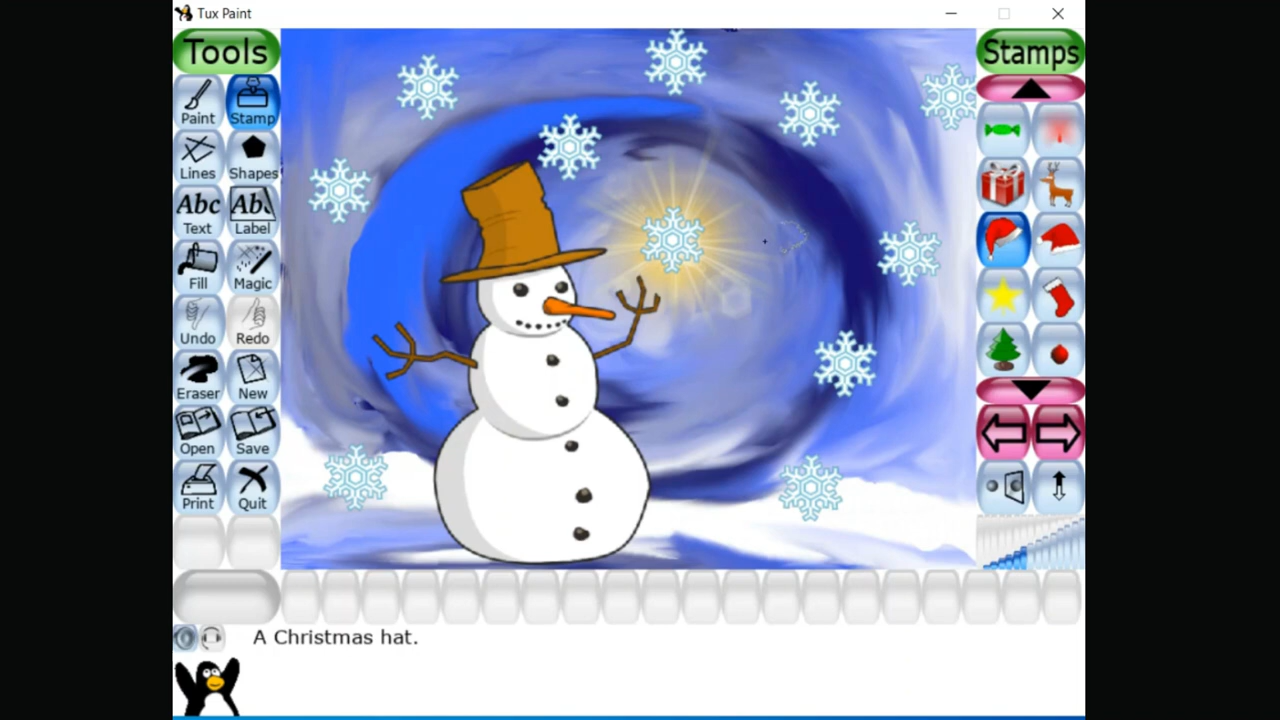 Tux Paint
Tools
Stamps
Paint
Stamp
Lines
Shapes
Abc
Abc
Text
Label
Fill
Magic
Undo
Redo
Eraser
New
Open
Save
Print
Quit
A Christmas hat.